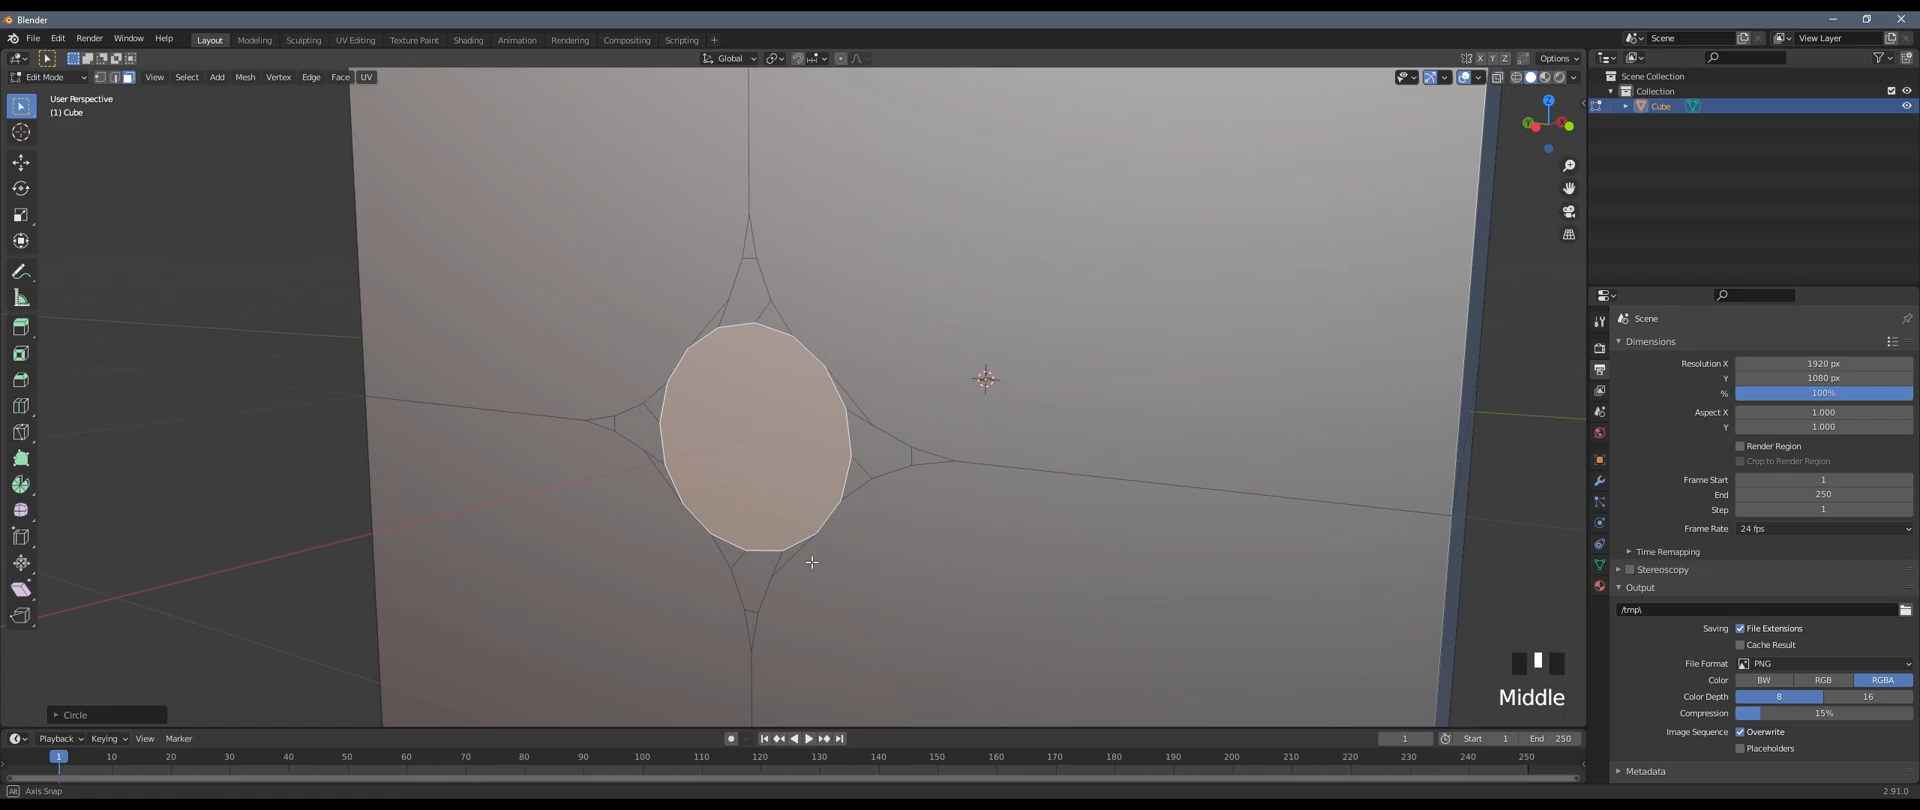 Blender
File Edit Render Window Help Layout Modeling Sculpting UV Editing Texture Paint Shading Animation Rendering Compositing Scripting + Scene View Layer
Global X Y Z Options
Edit Mode View Select Add Mesh Vertex Edge Face UV
User Perspective
(1) Cube
Z
Y X
Scene Collection
Collection
Cube
Scene
Dimensions
Resolution X 1920 px
Y 1080 px
% 100%
Aspect X 1.000
Y 1.000
Render Region
Crop to Render Region
Frame Start 1
End 250
Step 1
Frame Rate 24 fps
Time Remapping
Stereoscopy
Output
/tmp\
Saving File Extensions
Cache Result
File Format PNG
Color BW RGB RGBA
Color Depth 8 16
Compression 15%
Image Sequence Overwrite
Placeholders
Metadata
Middle
Circle
Playback Keying View Marker 1 Start 1 End 250
1 10 20 30 40 50 60 70 80 90 100 110 120 130 140 150 160 170 180 190 200 210 220 230 240 250
Alt Axis Snap 2.91.0